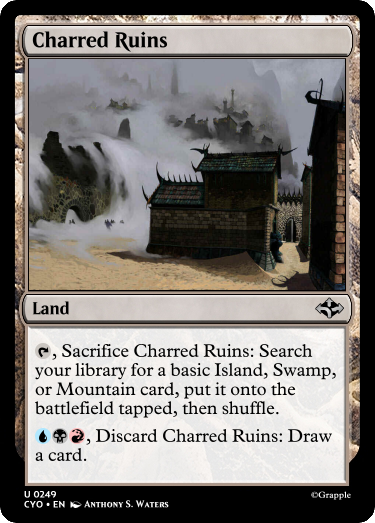 Charred Ruins
Land
, Sacrifice Charred Ruins: Search
your library for a basic Island, Swamp,
or Mountain card, put it onto the
battlefield tapped, then shuffle.
, Discard Charred Ruins: Draw
a card.
U 0249
CYO • EN Anthony S. Waters
©Grapple